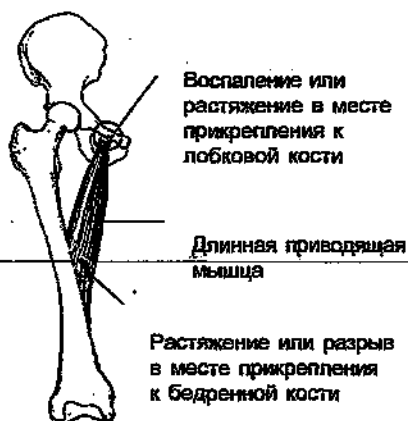 Воспаление или
растяжение в месте
прикрепления к
лобковой кости
Длинная приводящая
мышца
Растяжение или разрыв
в месте прикрепления
к бедренной кости